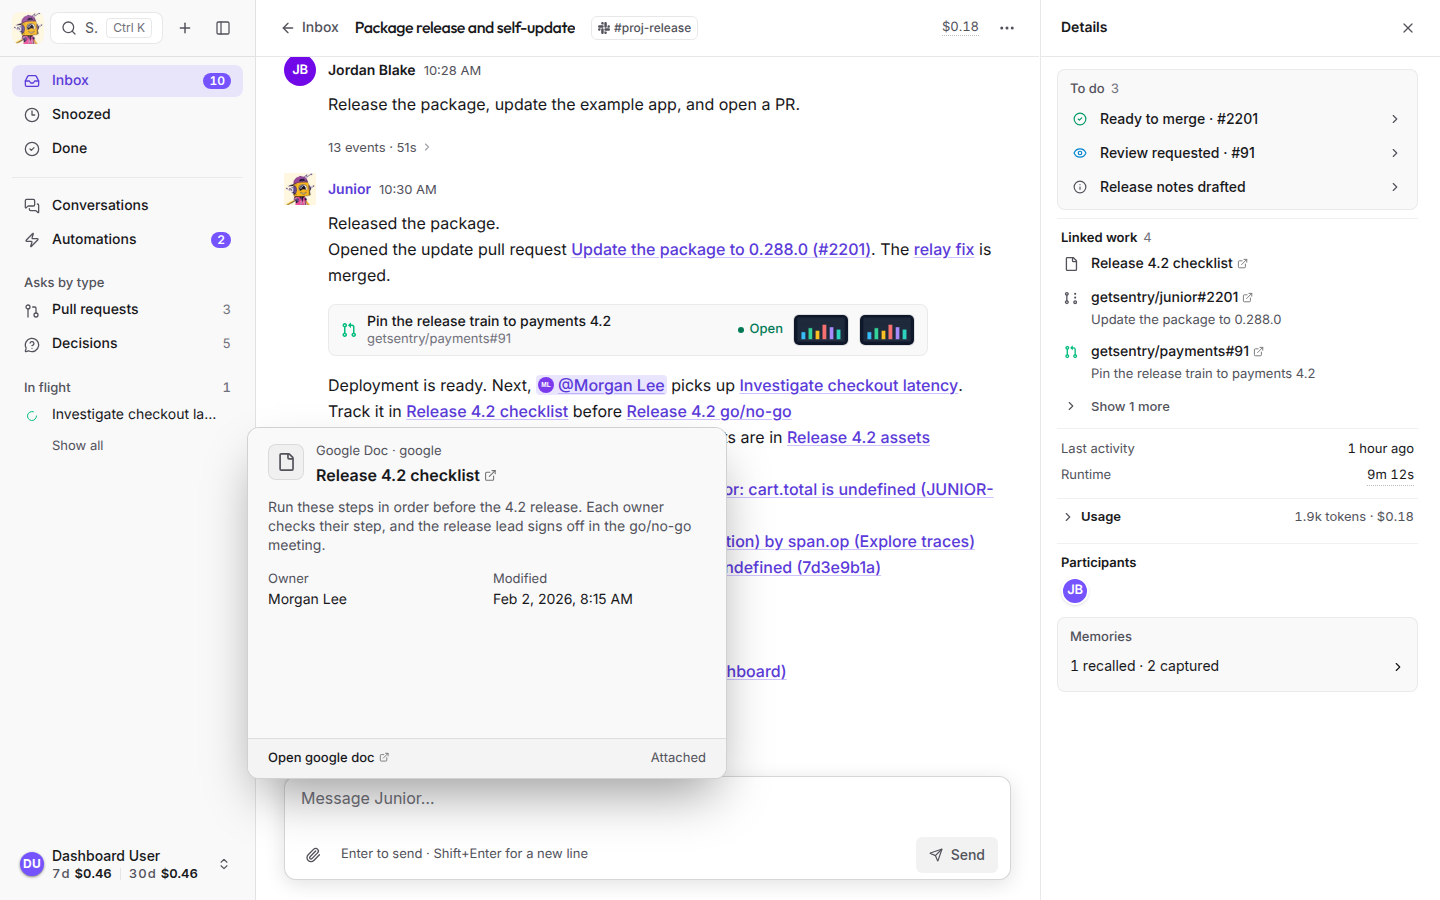 S. Ctrl K
Inbox 10
Snoozed
Done
Conversations
Automations 2
Asks by type
Pull requests 3
Decisions 5
In flight 1
Investigate checkout la...
Show all
DU Dashboard User
7d $0.46 30d $0.46
Inbox Package release and self-update #proj-release $0.18
JB Jordan Blake 10:28 AM
Release the package, update the example app, and open a PR.
13 events · 51s
Junior 10:30 AM
Released the package.
Opened the update pull request Update the package to 0.288.0 (#2201). The relay fix is
merged.
Pin the release train to payments 4.2
getsentry/payments#91
Open
Deployment is ready. Next, ML @Morgan Lee picks up Investigate checkout latency.
Track it in Release 4.2 checklist before Release 4.2 go/no-go
s are in Release 4.2 assets
or: cart.total is undefined (JUNIOR-
tion) by span.op (Explore traces)
ndefined (7d3e9b1a)
hboard)
Google Doc · google
Release 4.2 checklist
Run these steps in order before the 4.2 release. Each owner
checks their step, and the release lead signs off in the go/no-go
meeting.
Owner Modified
Morgan Lee Feb 2, 2026, 8:15 AM
Open google doc Attached
Message Junior...
Enter to send · Shift+Enter for a new line Send
Details
To do 3
Ready to merge · #2201
Review requested · #91
Release notes drafted
Linked work 4
Release 4.2 checklist
getsentry/junior#2201
Update the package to 0.288.0
getsentry/payments#91
Pin the release train to payments 4.2
Show 1 more
Last activity 1 hour ago
Runtime 9m 12s
Usage 1.9k tokens · $0.18
Participants
JB
Memories
1 recalled · 2 captured